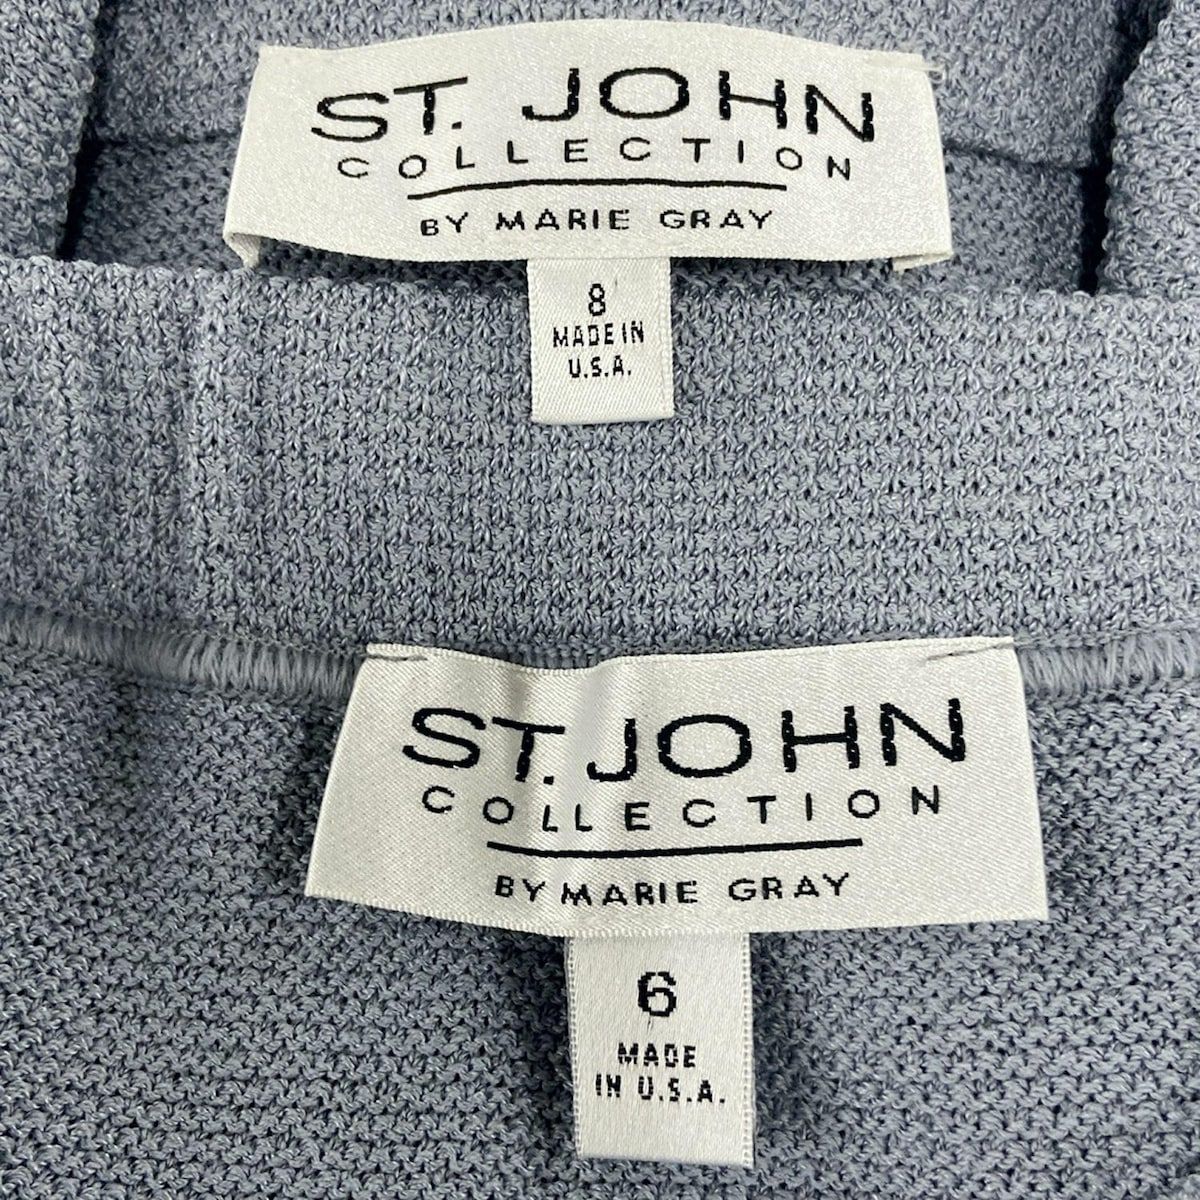 ST. JOHN
COLLECTION
BY MARIE GRAY
8
MADE IN
U.S.A.
ST. JOHN
COLLECTION
BY MARIE GRAY
6
MADE
IN U.S.A.